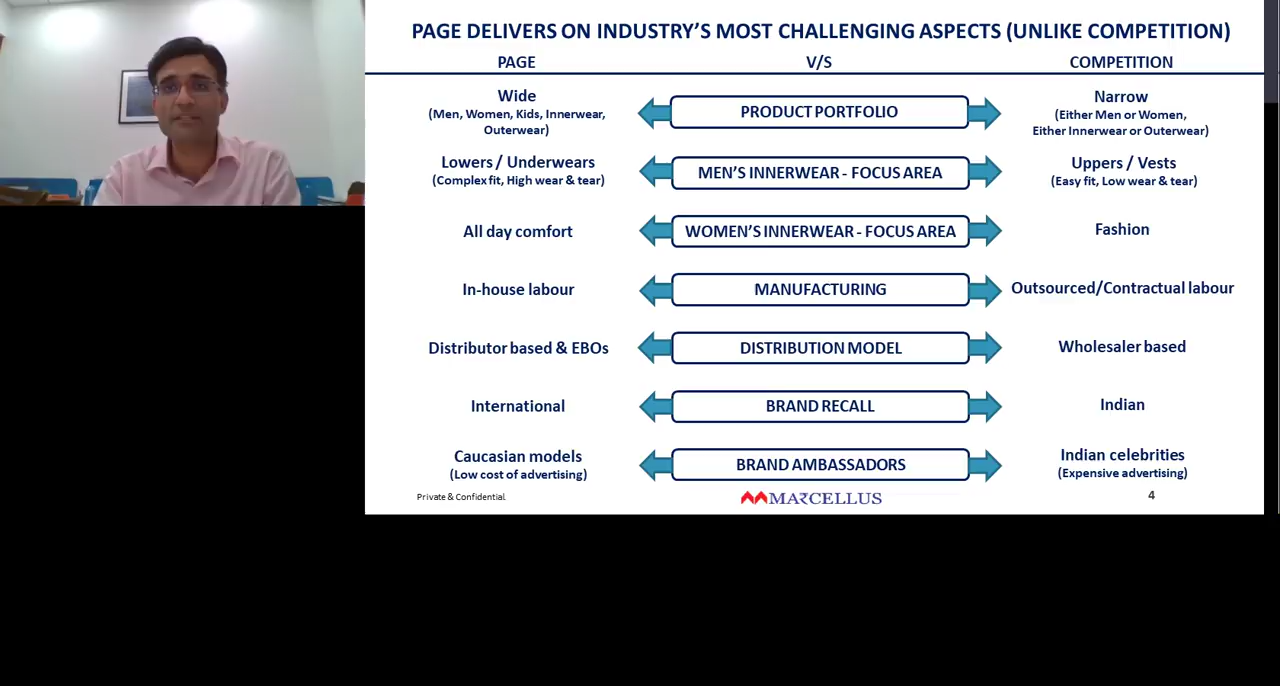 PAGE DELIVERS ON INDUSTRY'S MOST CHALLENGING ASPECTS (UNLIKE COMPETITION)
PAGE
V/S
COMPETITION
Wide
(Men, Women, Kids, Innerwear,
Outerwear)
PRODUCT PORTFOLIO
Narrow
(Either Men or Women,
Either Innerwear or Outerwear)
Lowers / Underwears
(Complex fit, High wear & tear)
MEN'S INNERWEAR - FOCUS AREA
Uppers / Vests
(Easy fit, Low wear & tear)
All day comfort
WOMEN'S INNERWEAR - FOCUS AREA
Fashion
In-house labour
MANUFACTURING
Outsourced/Contractual labour
Distributor based & EBOs
DISTRIBUTION MODEL
Wholesaler based
International
BRAND RECALL
Indian
Caucasian models
(Low cost of advertising)
BRAND AMBASSADORS
Indian celebrities
(Expensive advertising)
Private & Confidential
MARCELLUS
4